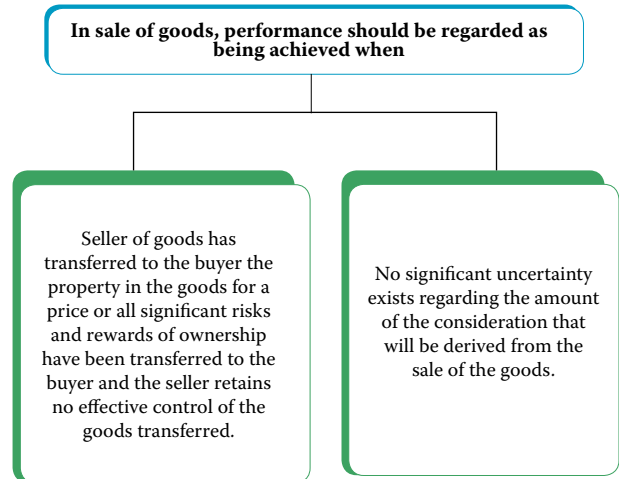 In sale of goods, performance should be regarded as
being achieved when
Seller of goods has
transferred to the buyer the
property in the goods for a
price or all significant risks
and rewards of ownership
have been transferred to the
buyer and the seller retains
no effective control of the
goods transferred.
No significant uncertainty
exists regarding the amount
of the consideration that
will be derived from the
sale of the goods.